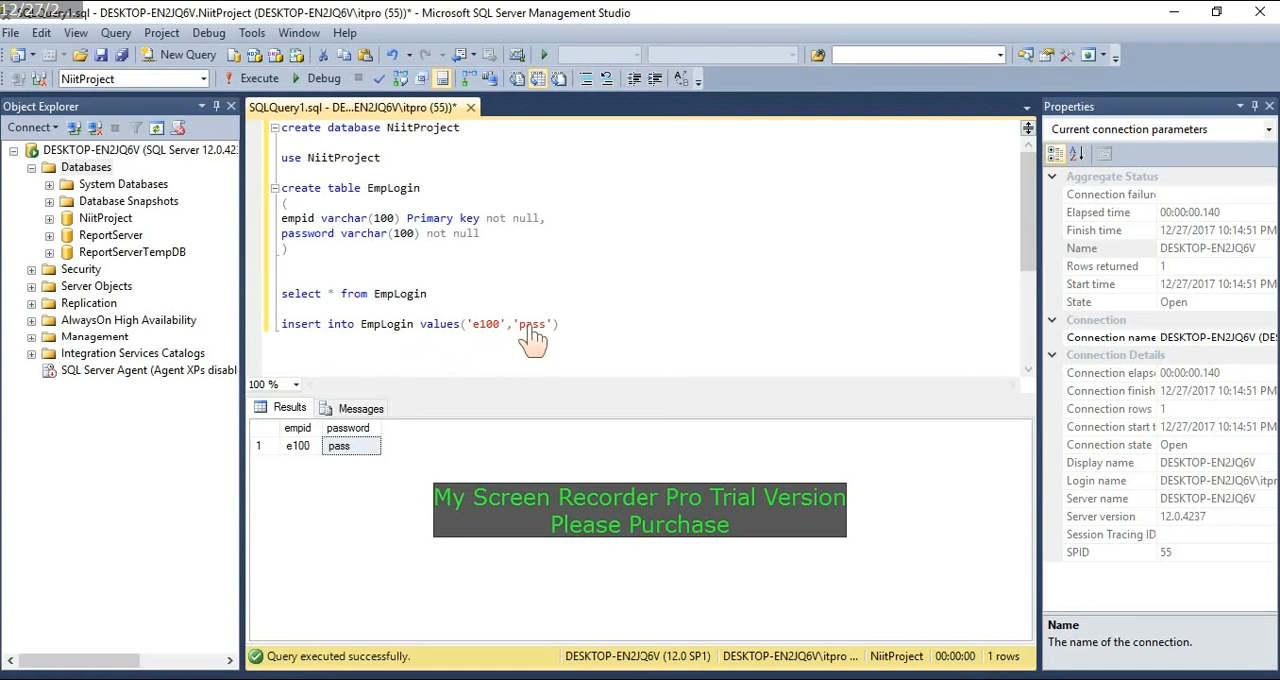 12/27/2...
SQLQuery1.sql - DESKTOP-EN2JQ6V.NiitProject (DESKTOP-EN2JQ6V\itpro (55))* - Microsoft SQL Server Management Studio
File Edit View Query Project Debug Tools Window Help
New Query
NiitProject Execute Debug
Object Explorer
Connect
DESKTOP-EN2JQ6V (SQL Server 12.0.423
Databases
System Databases
Database Snapshots
NiitProject
ReportServer
ReportServerTempDB
Security
Server Objects
Replication
AlwaysOn High Availability
Management
Integration Services Catalogs
SQL Server Agent (Agent XPs disabl
SQLQuery1.sql - DE...EN2JQ6V\itpro (55))*
create database NiitProject
use NiitProject
create table EmpLogin
(
empid varchar(100) Primary key not null,
password varchar(100) not null
)
select * from EmpLogin
insert into EmpLogin values('e100','pass')
100 %
Results Messages
empid password
1 e100 pass
My Screen Recorder Pro Trial Version
Please Purchase
Query executed successfully. DESKTOP-EN2JQ6V (12.0 SP1) DESKTOP-EN2JQ6V\itpro ... NiitProject 00:00:00 1 rows
Properties
Current connection parameters
Aggregate Status
Connection failure
Elapsed time 00:00:00.140
Finish time 12/27/2017 10:14:51 PM
Name DESKTOP-EN2JQ6V
Rows returned 1
Start time 12/27/2017 10:14:51 PM
State Open
Connection
Connection name DESKTOP-EN2JQ6V (DES
Connection Details
Connection elaps 00:00:00.140
Connection finish 12/27/2017 10:14:51 PM
Connection rows 1
Connection start t 12/27/2017 10:14:51 PM
Connection state Open
Display name DESKTOP-EN2JQ6V
Login name DESKTOP-EN2JQ6V\itp
Server name DESKTOP-EN2JQ6V
Server version 12.0.4237
Session Tracing ID
SPID 55
Name
The name of the connection.